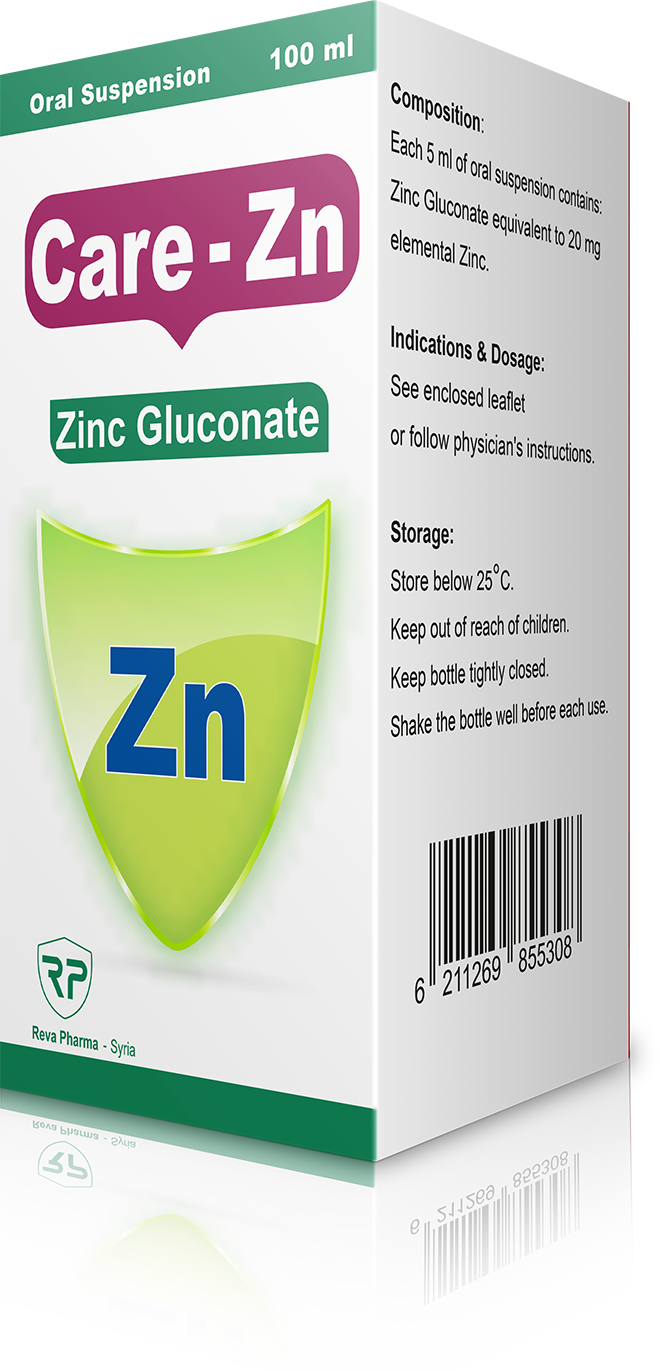 Oral Suspension 100 ml
Care - Zn
Zinc Gluconate
Zn
RP
Reva Pharma - Syria
Composition:
Each 5 ml of oral suspension contains:
Zinc Gluconate equivalent to 20 mg
elemental Zinc.
Indications & Dosage:
See enclosed leaflet
or follow physician's instructions.
Storage:
Store below 25°C.
Keep out of reach of children.
Keep bottle tightly closed.
Shake the bottle well before each use.
6 211269 855308